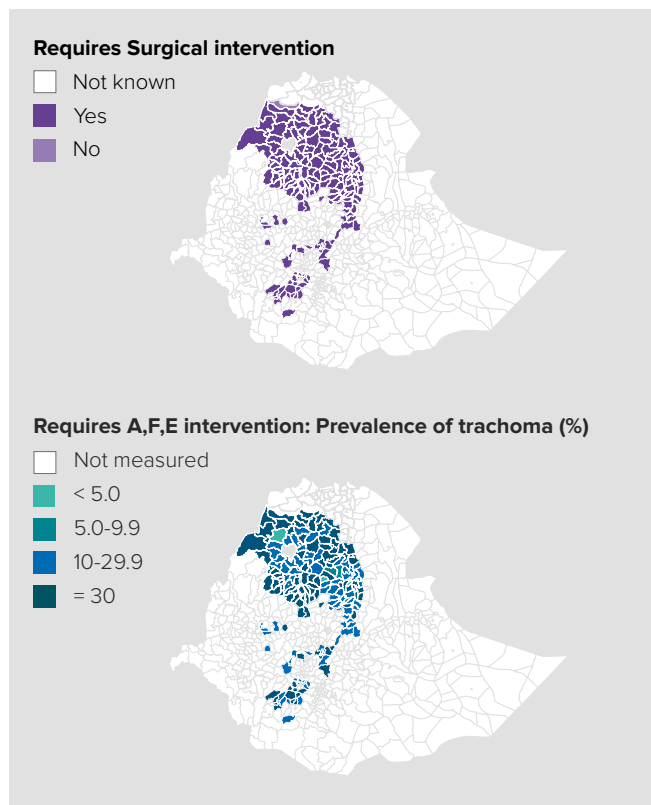 Requires Surgical intervention
Not known
Yes
No
Requires A,F,E intervention: Prevalence of trachoma (%)
Not measured
< 5.0
5.0-9.9
10-29.9
= 30